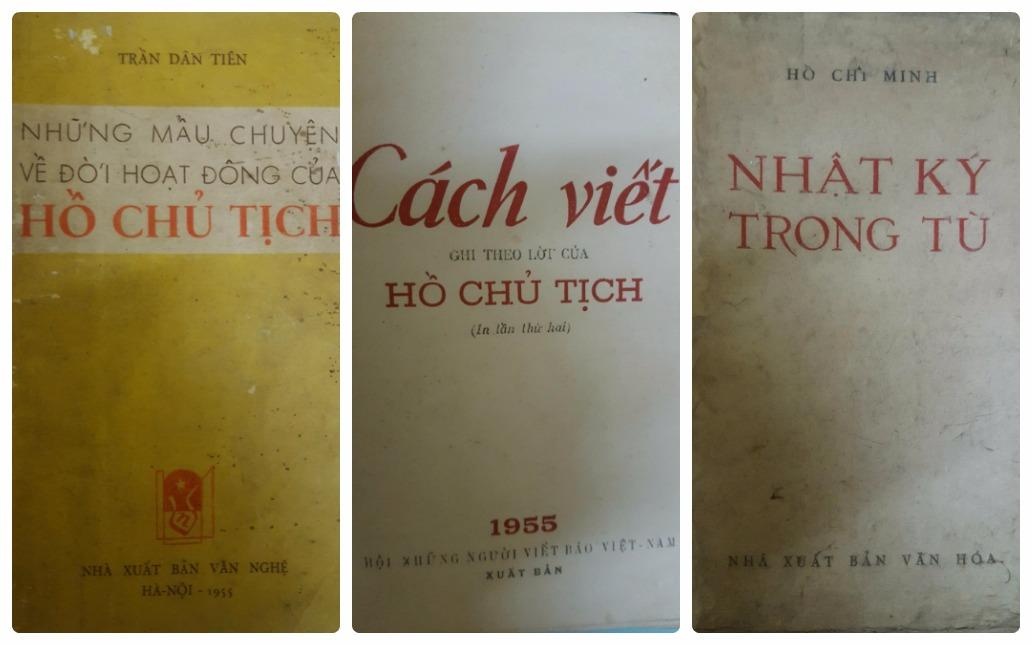 TRẦN DÂN TIÊN
NHỮNG MẨU CHUYỆN
VỀ ĐỜI HOẠT ĐỘNG CỦA
HỒ CHỦ TỊCH
NHÀ XUẤT BẢN VĂN NGHỆ
HÀ-NỘI - 1955
Cách viết
GHI THEO LỜI CỦA
HỒ CHỦ TỊCH
(In lần thứ hai)
1955
HỘI NHỮNG NGƯỜI VIẾT BÁO VIỆT-NAM
XUẤT BẢN
HỒ CHÍ MINH
NHẬT KÝ
TRONG TÙ
NHÀ XUẤT BẢN VĂN HÓA